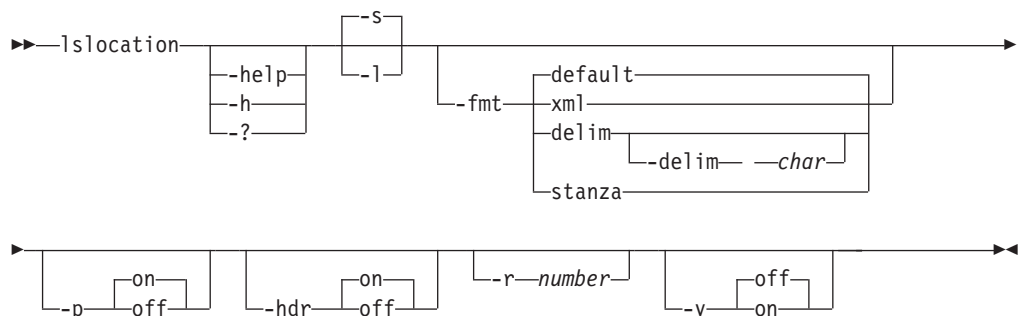 -s
lslocation
-help
-l
default
-h
-fmt
xml
-?
delim
-delim char
stanza
on
on
off
-p
off
-hdr
off
-r number
-v
on